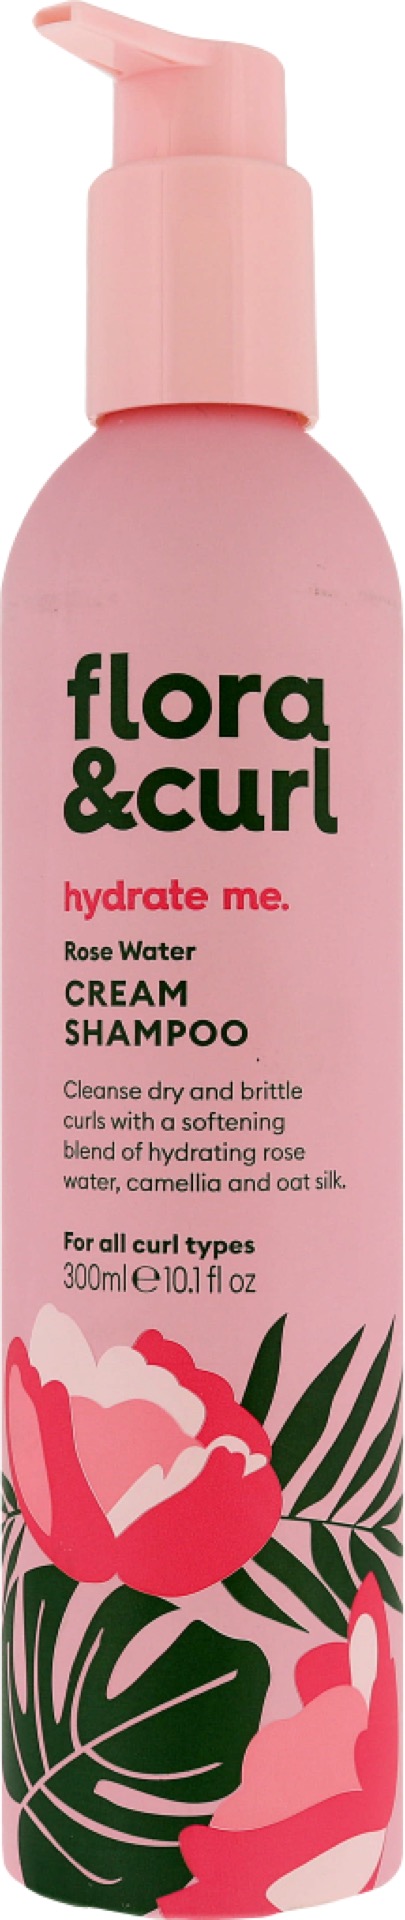 flora
&curl
hydrate me.
Rose Water
CREAM
SHAMPOO
Cleanse dry and brittle
curls with a softening
blend of hydrating rose
water, camellia and oat silk.
For all curl types
300ml ℮ 10.1 fl oz